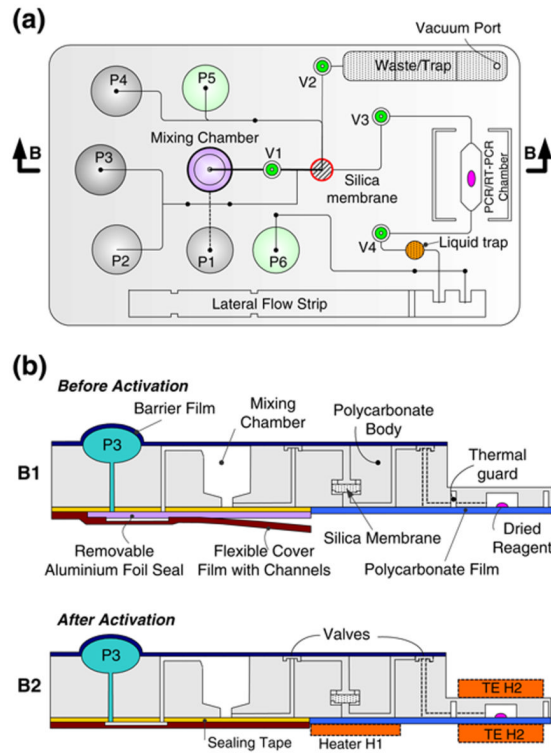 (a)
Vacuum Port
P4
P5
V2
Waste/Trap
Mixing Chamber
V3
B
P3
V1
B
Silica
membrane
PCR/RT-PCR
Chamber
V4
Liquid trap
P2
P1
P6
Lateral Flow Strip
(b)
Before Activation
Barrier Film
Mixing
Chamber
Polycarbonate
Body
P3
B1
Thermal
guard
Removable
Aluminium Foil Seal
Flexible Cover
Film with Channels
Silica Membrane
Polycarbonate Film
Dried
Reagent
After Activation
P3
Valves
B2
TE H2
Sealing Tape
Heater H1
TE H2